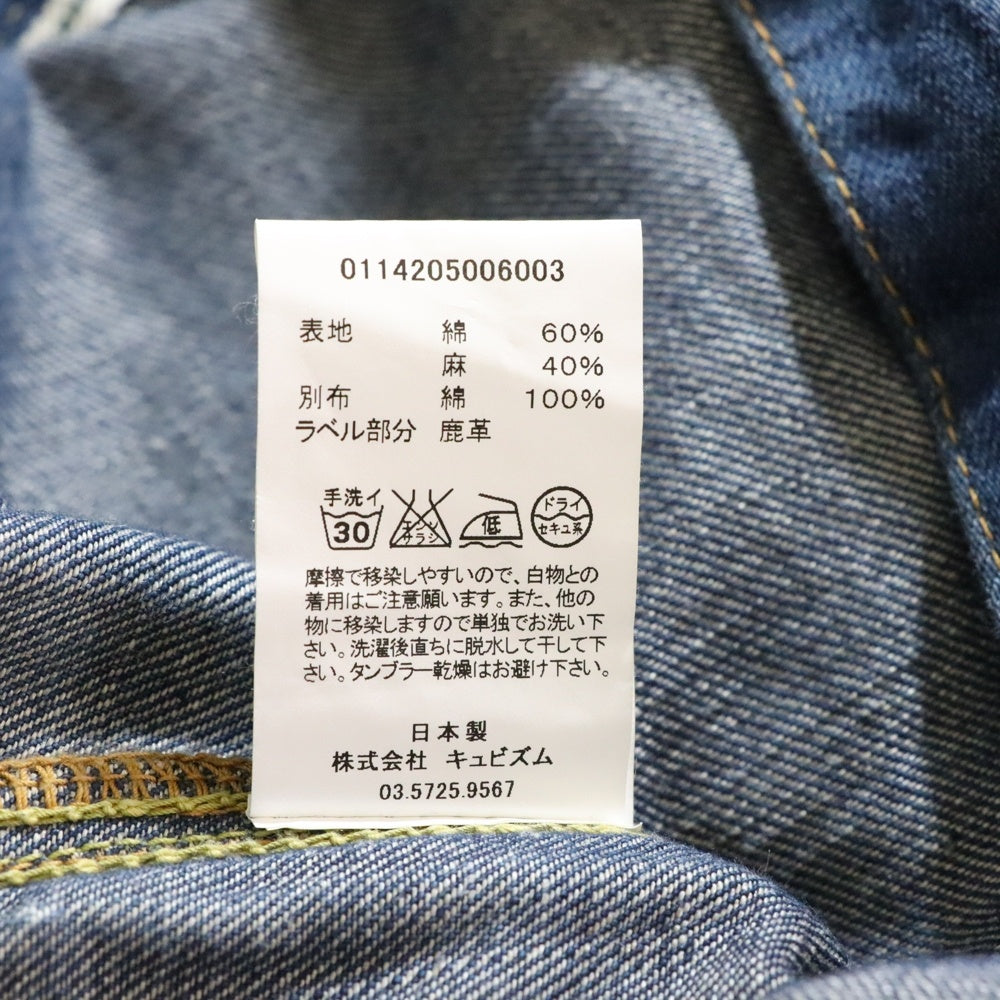 0114205006003
表地 綿 60%
麻 40%
別布 綿 100%
ラベル部分 鹿革
手洗イ 30 エンソサラシ 低 ドライ セキユ系
摩擦で移染しやすいので、白物との
着用はご注意願います。また、他の
物に移染しますので単独でお洗い下
さい。洗濯後直ちに脱水して干して下
さい。タンブラー乾燥はお避け下さい。
日本製
株式会社 キュビズム
03.5725.9567